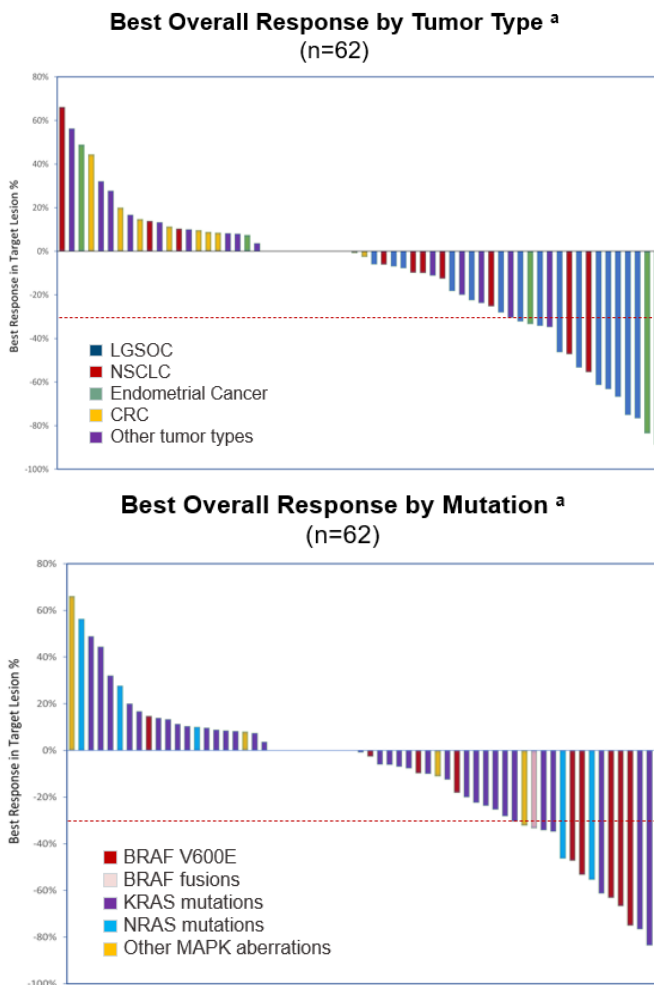 Best Overall Response by Tumor Type ᵃ
(n=62)
80%
60%
40%
20%
0%
-20%
-40%
-60%
-80%
-100%
Best Response in Target Lesion %
LGSOC
NSCLC
Endometrial Cancer
CRC
Other tumor types
Best Overall Response by Mutation ᵃ
(n=62)
80%
60%
40%
20%
0%
-20%
-40%
-60%
-80%
-100%
Best Response in Target Lesion %
BRAF V600E
BRAF fusions
KRAS mutations
NRAS mutations
Other MAPK aberrations